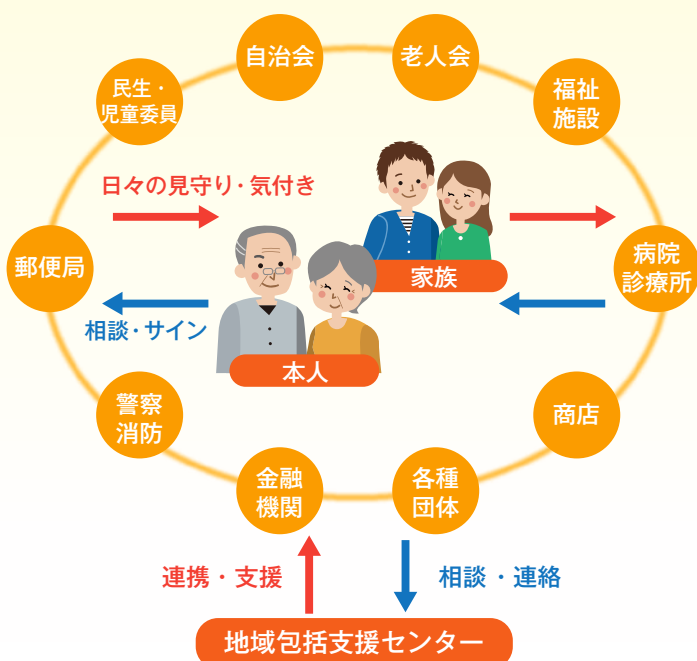 自治会
老人会
民生・
児童委員
福祉
施設
日々の見守り・気付き
郵便局
家族
病院
診療所
相談・サイン
本人
警察
消防
商店
金融
機関
各種
団体
連携・支援
相談・連絡
地域包括支援センター